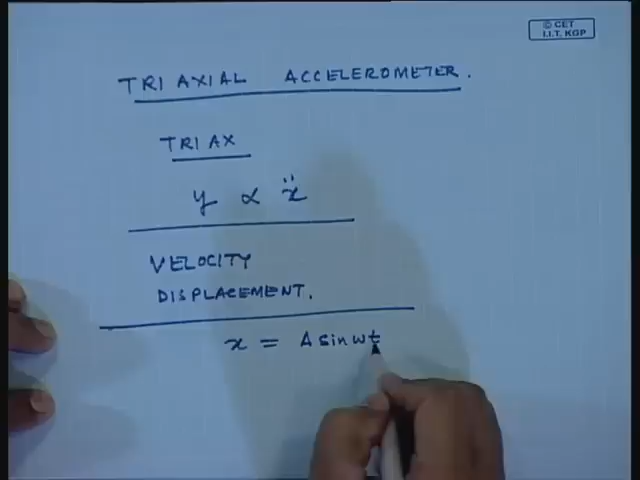 © CET
I.I.T. KGP
TRIAXIAL ACCELEROMETER.
TRIAX
y ∝ ẍ
VELOCITY
DISPLACEMENT.
x = A sin ωt